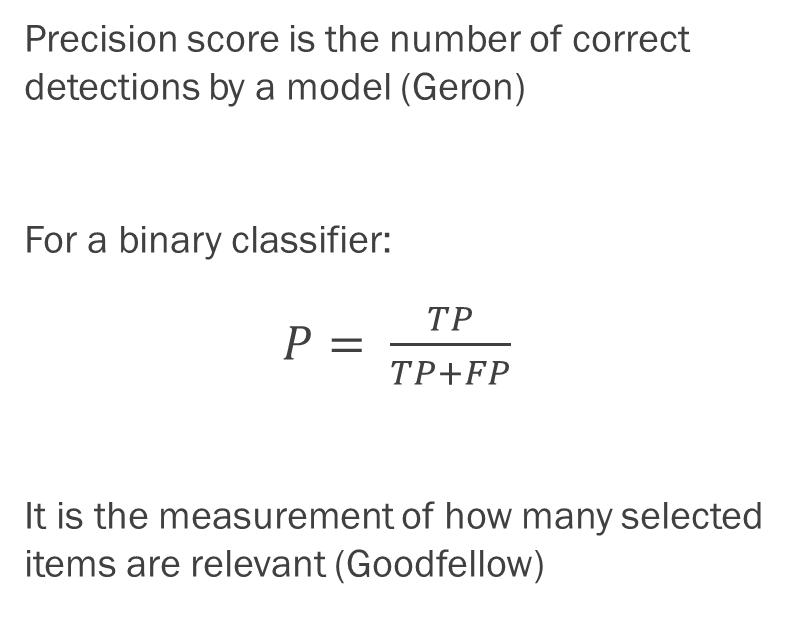 Precision score is the number of correct
detections by a model (Geron)
For a binary classifier:
P = TP / TP+FP
It is the measurement of how many selected
items are relevant (Goodfellow)